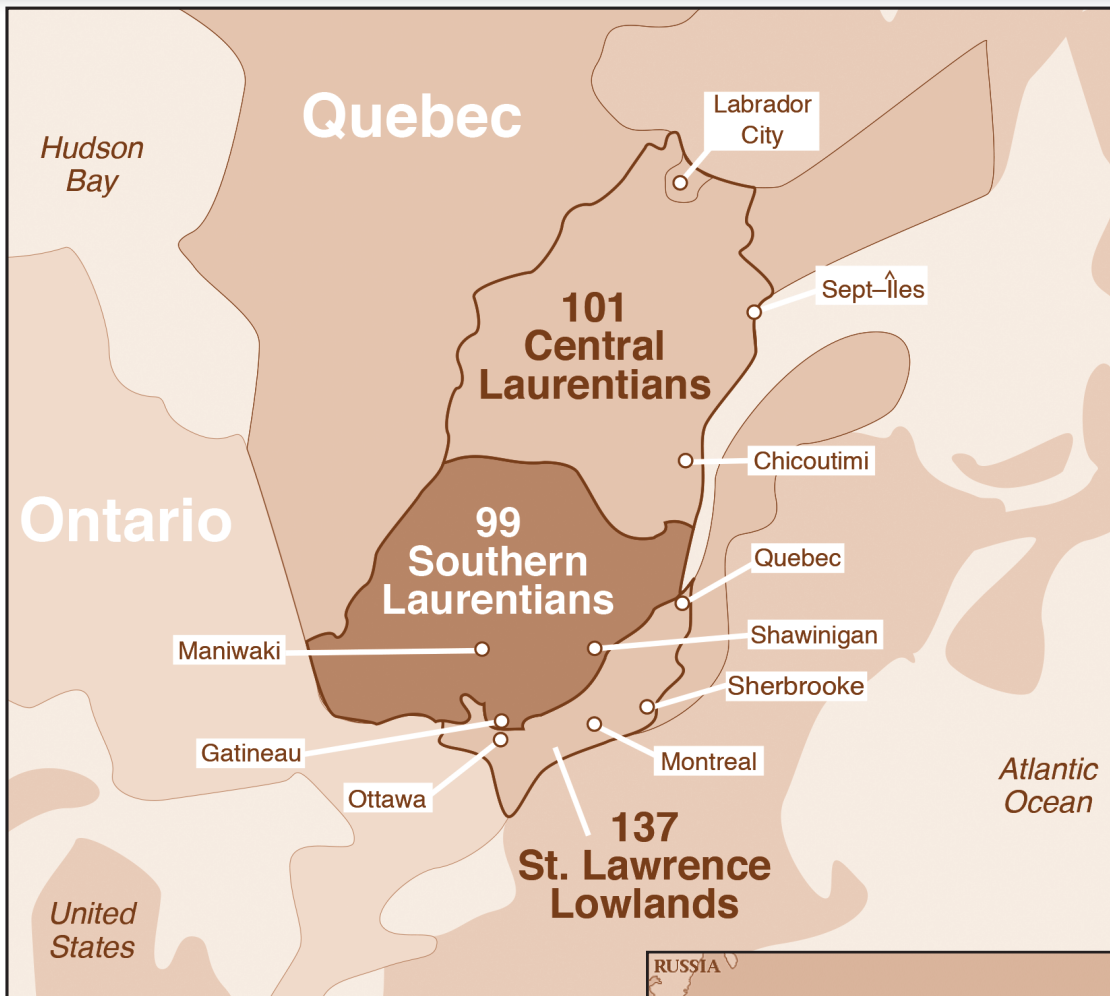 Quebec
Labrador
City
Hudson
Bay
Sept–Îles
101
Central
Laurentians
Chicoutimi
Ontario
99
Southern
Laurentians
Quebec
Maniwaki
Shawinigan
Sherbrooke
Gatineau
Montreal
Ottawa
Atlantic
Ocean
137
St. Lawrence
Lowlands
United
States
RUSSIA